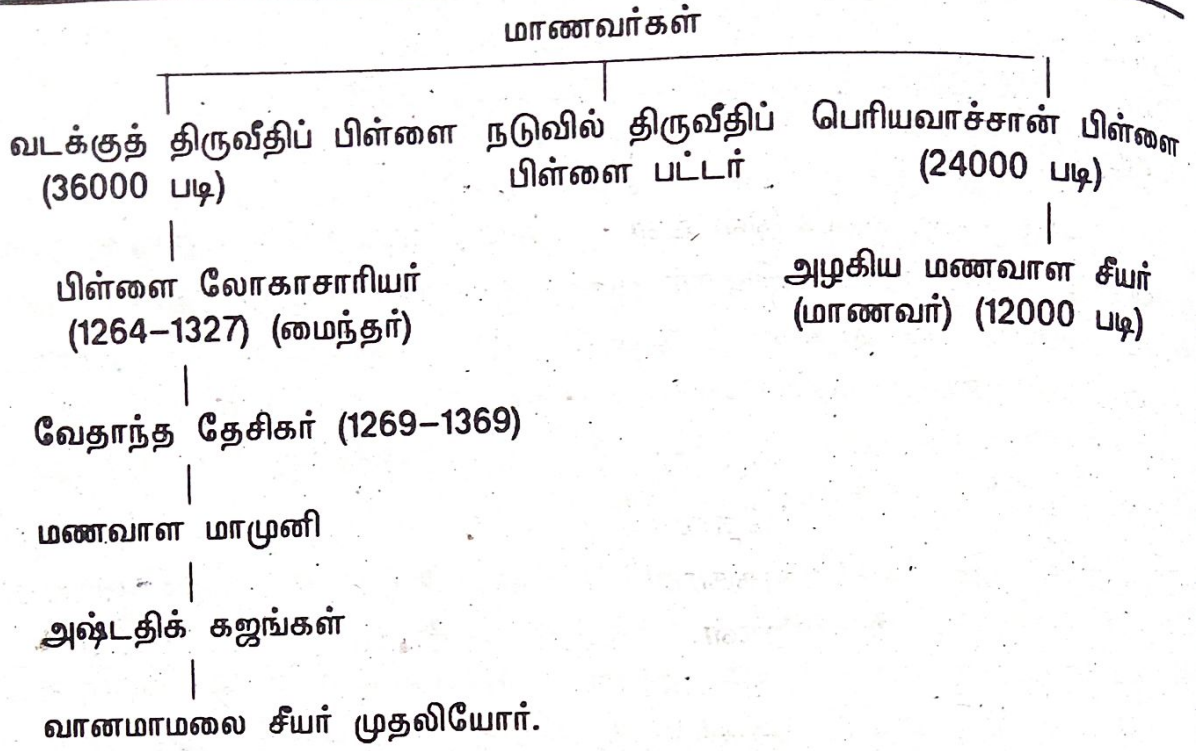 மாணவர்கள்
வடக்குத் திருவீதிப் பிள்ளை
(36000 படி)
நடுவில் திருவீதிப்
பிள்ளை பட்டர்
பெரியவாச்சான் பிள்ளை
(24000 படி)
பிள்ளை லோகாசாரியர்
(1264–1327) (மைந்தர்)
அழகிய மணவாள சீயர்
(மாணவர்) (12000 படி)
வேதாந்த தேசிகர் (1269–1369)
மணவாள மாமுனி
அஷ்டதிக் கஜங்கள்
வானமாமலை சீயர் முதலியோர்.